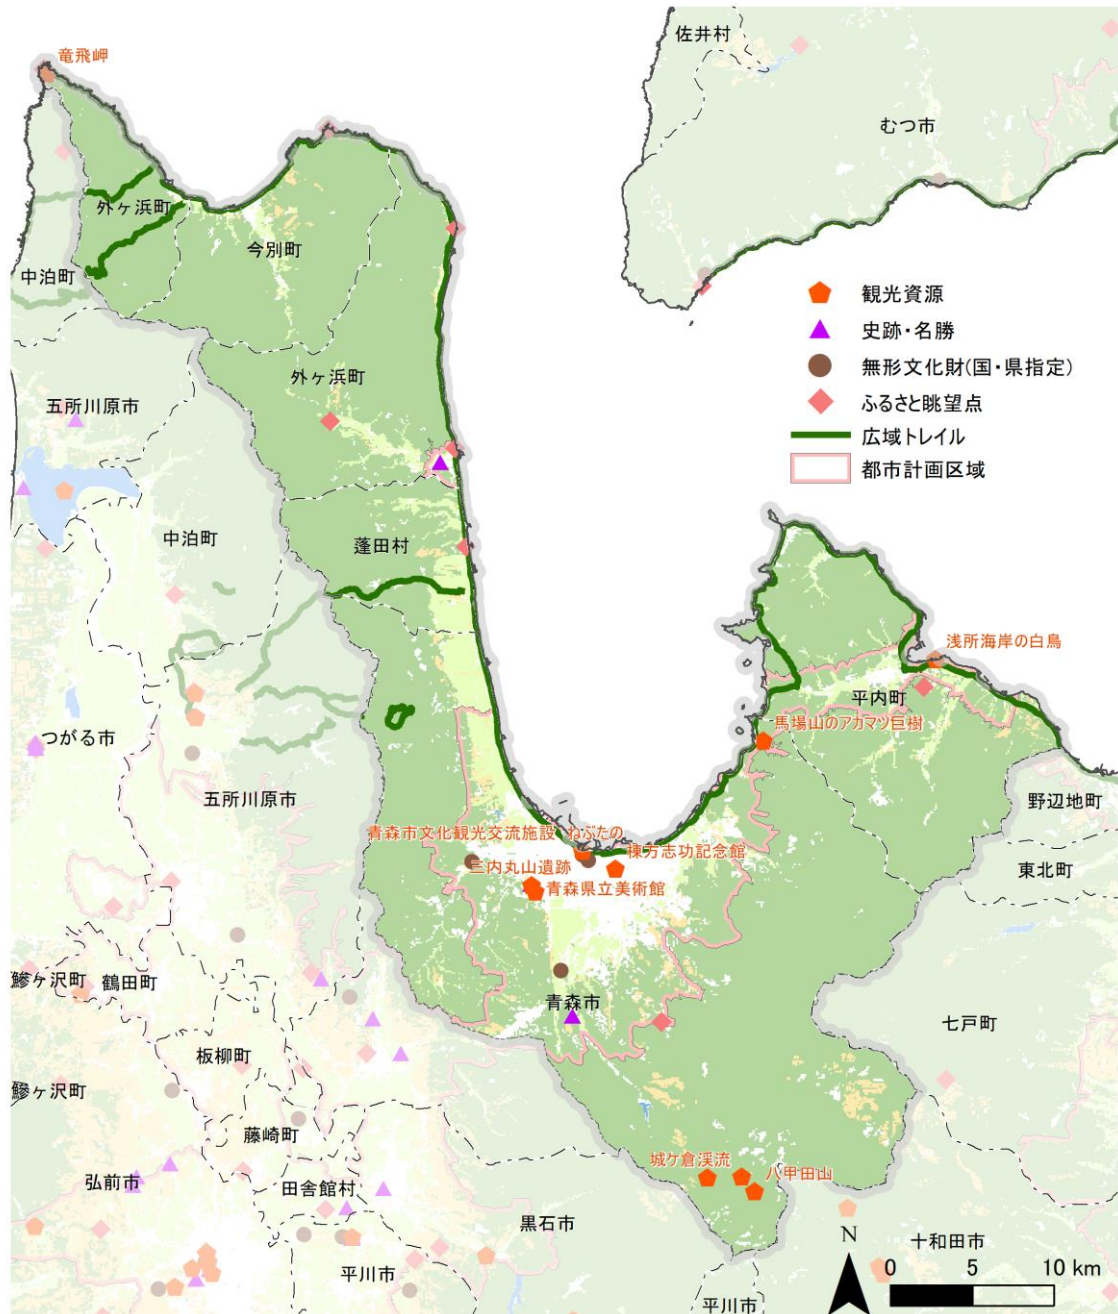 佐井村
竜飛岬
むつ市
外ヶ浜町
今別町
中泊町
観光資源
史跡・名勝
無形文化財(国・県指定)
ふるさと眺望点
広域トレイル
都市計画区域
外ヶ浜町
五所川原市
中泊町
蓬田村
浅所海岸の白鳥
平内町
馬場山のアカマツ巨樹
つがる市
五所川原市
野辺地町
青森市文化観光交流施設 ねぶたの
棟方志功記念館
三内丸山遺跡
青森県立美術館
東北町
鰺ヶ沢町
鶴田町
青森市
七戸町
板柳町
鰺ヶ沢町
藤崎町
城ケ倉渓流
八甲田山
弘前市
田舎館村
黒石市
十和田市
平川市
平川市
N
0 5 10 km